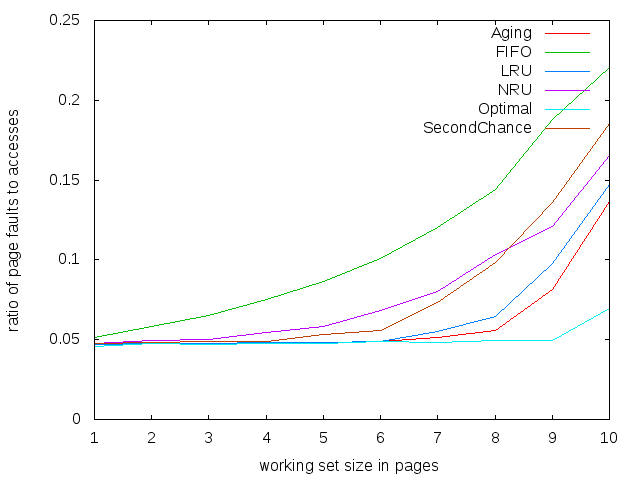 0.25
0.2
0.15
0.1
0.05
0
1 2 3 4 5 6 7 8 9 10
working set size in pages
ratio of page faults to accesses
Aging
FIFO
LRU
NRU
Optimal
SecondChance